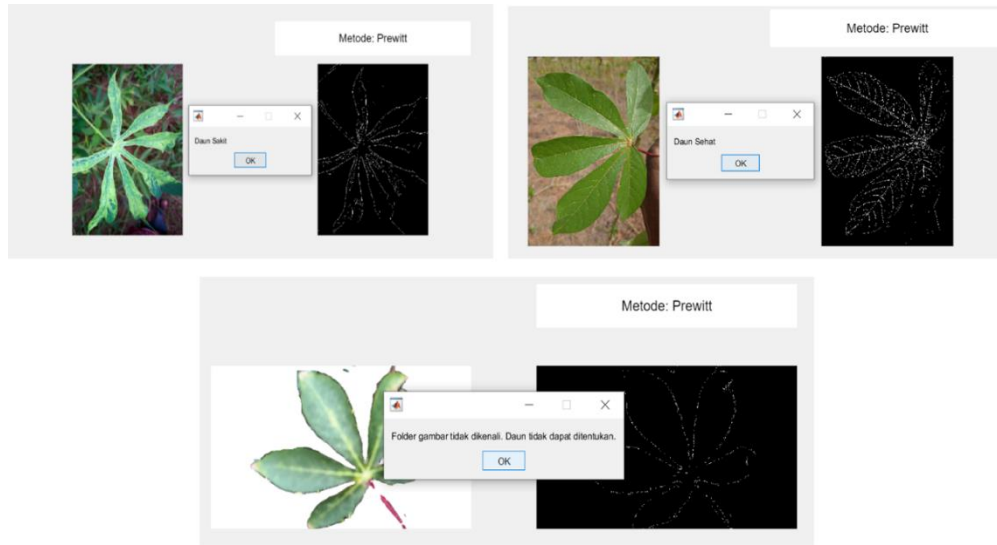 Metode: Prewitt
Daun Sakit
OK
Metode: Prewitt
Daun Sehat
OK
Metode: Prewitt
Folder gambar tidak dikenali. Daun tidak dapat ditentukan.
OK